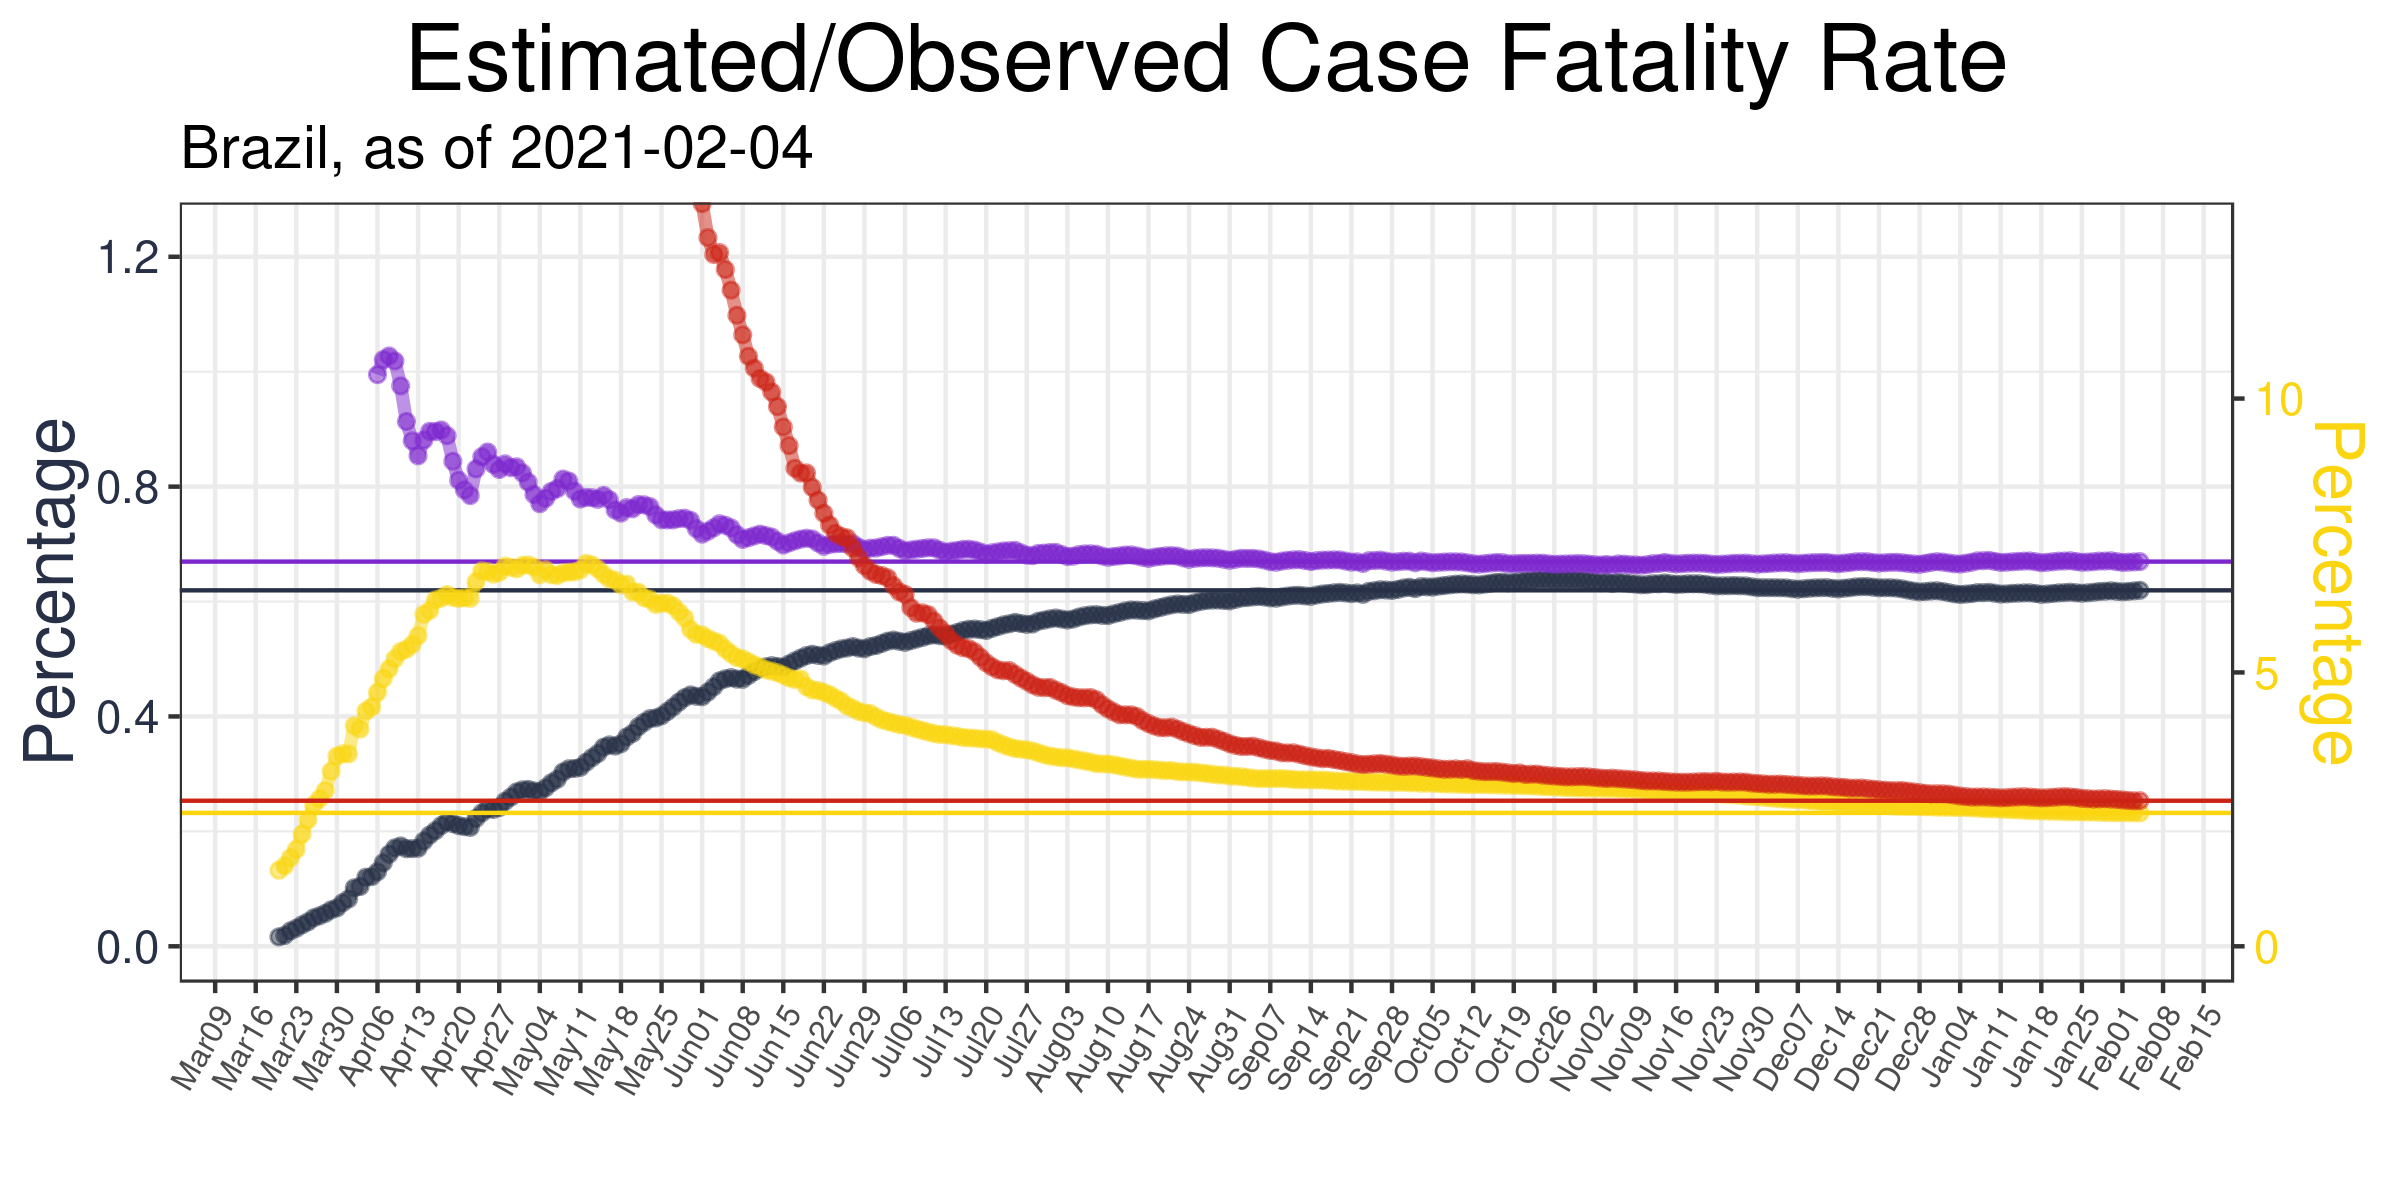 Estimated/Observed Case Fatality Rate
Brazil, as of 2021-02-04
Percentage
1.2
0.8
0.4
0.0
10
5
0
Percentage
Mar09
Mar16
Mar23
Mar30
Apr06
Apr13
Apr20
Apr27
May04
May11
May18
May25
Jun01
Jun08
Jun15
Jun22
Jun29
Jul06
Jul13
Jul20
Jul27
Aug03
Aug10
Aug17
Aug24
Aug31
Sep07
Sep14
Sep21
Sep28
Oct05
Oct12
Oct19
Oct26
Nov02
Nov09
Nov16
Nov23
Nov30
Dec07
Dec14
Dec21
Dec28
Jan04
Jan11
Jan18
Jan25
Feb01
Feb08
Feb15